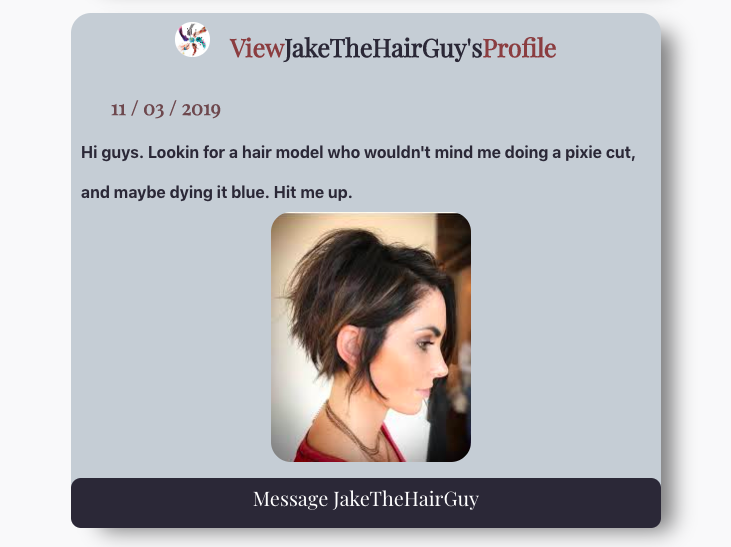 ViewJakeTheHairGuy'sProfile
11 / 03 / 2019
Hi guys. Lookin for a hair model who wouldn't mind me doing a pixie cut,
and maybe dying it blue. Hit me up.
Message JakeTheHairGuy